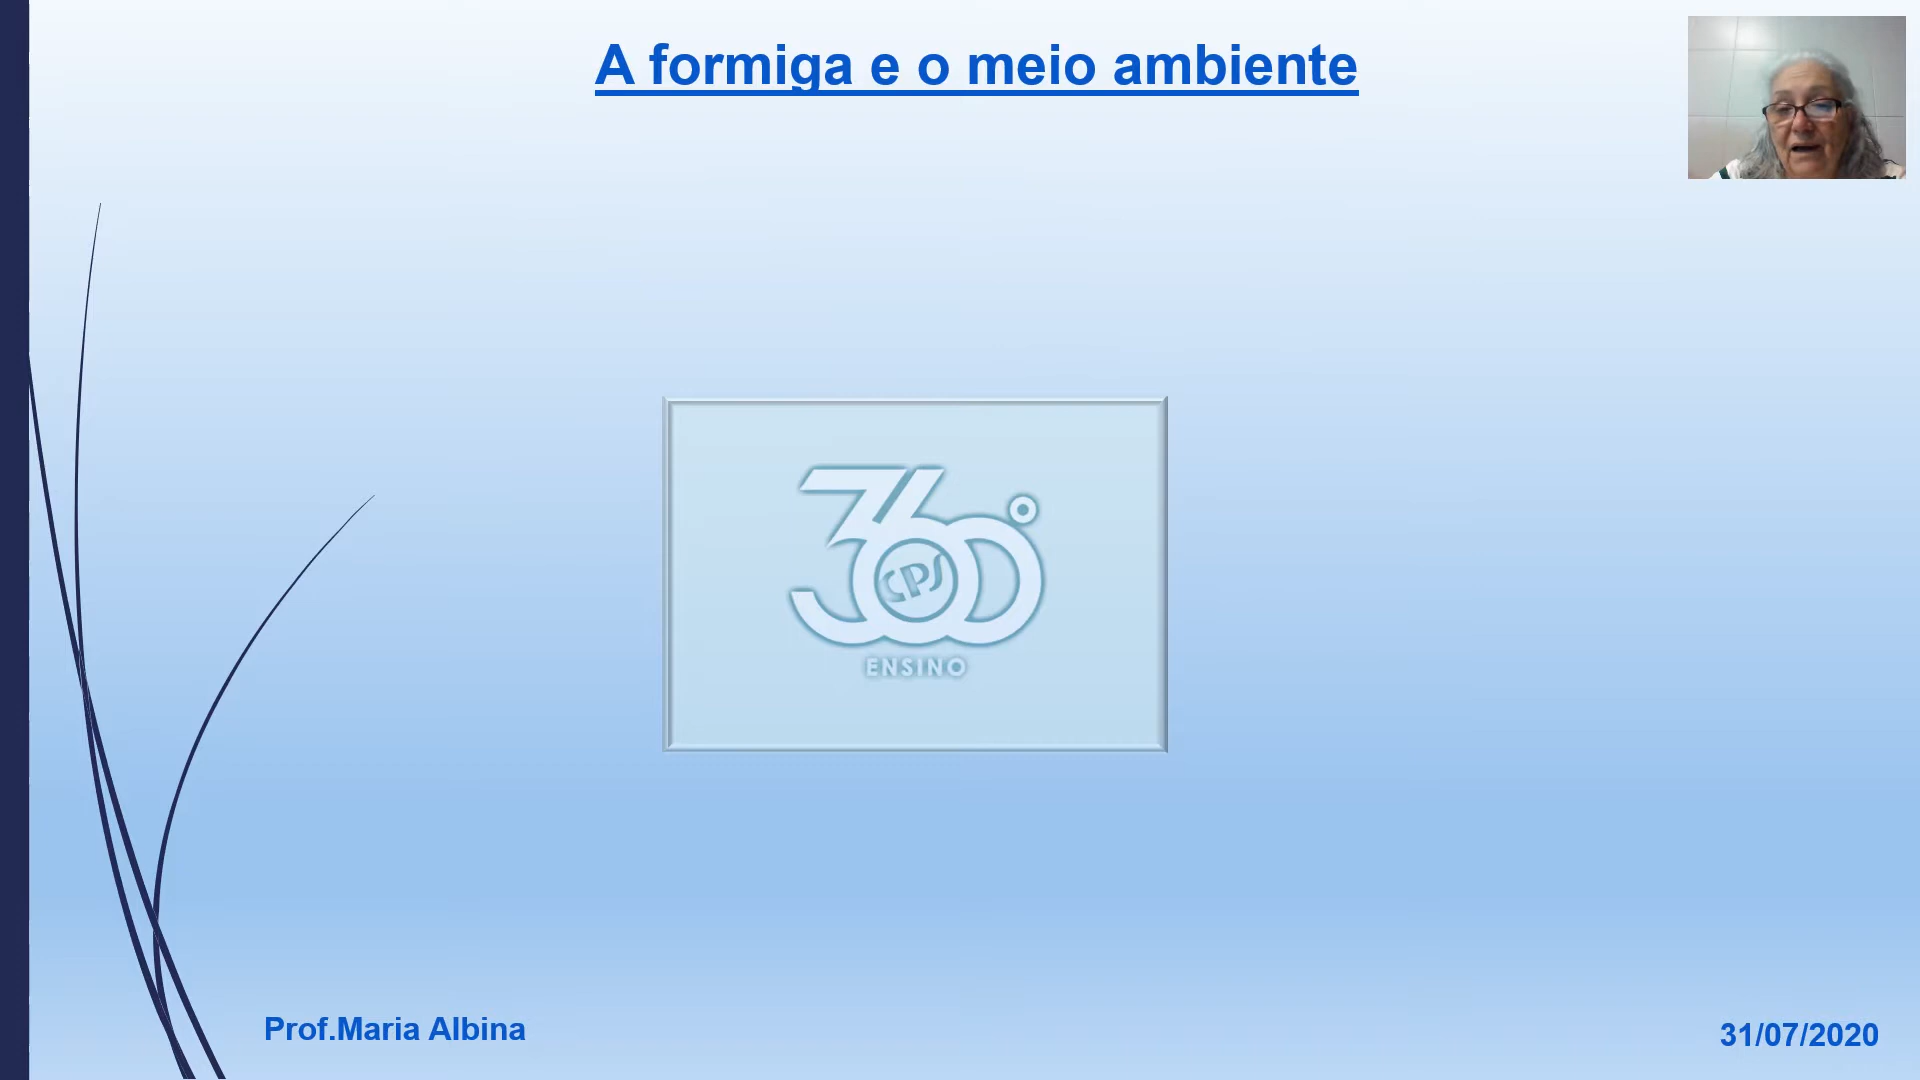 A formiga e o meio ambiente
360°
CPS
ENSINO
Prof.Maria Albina
31/07/2020